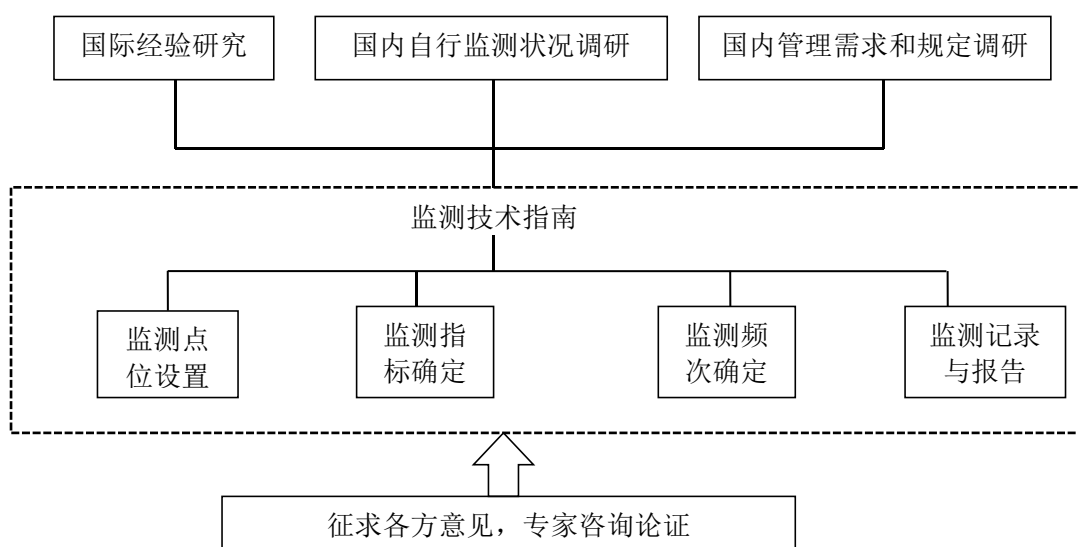 国际经验研究
国内自行监测状况调研
国内管理需求和规定调研
监测技术指南
监测点
位设置
监测指
标确定
监测频
次确定
监测记录
与报告
征求各方意见，专家咨询论证